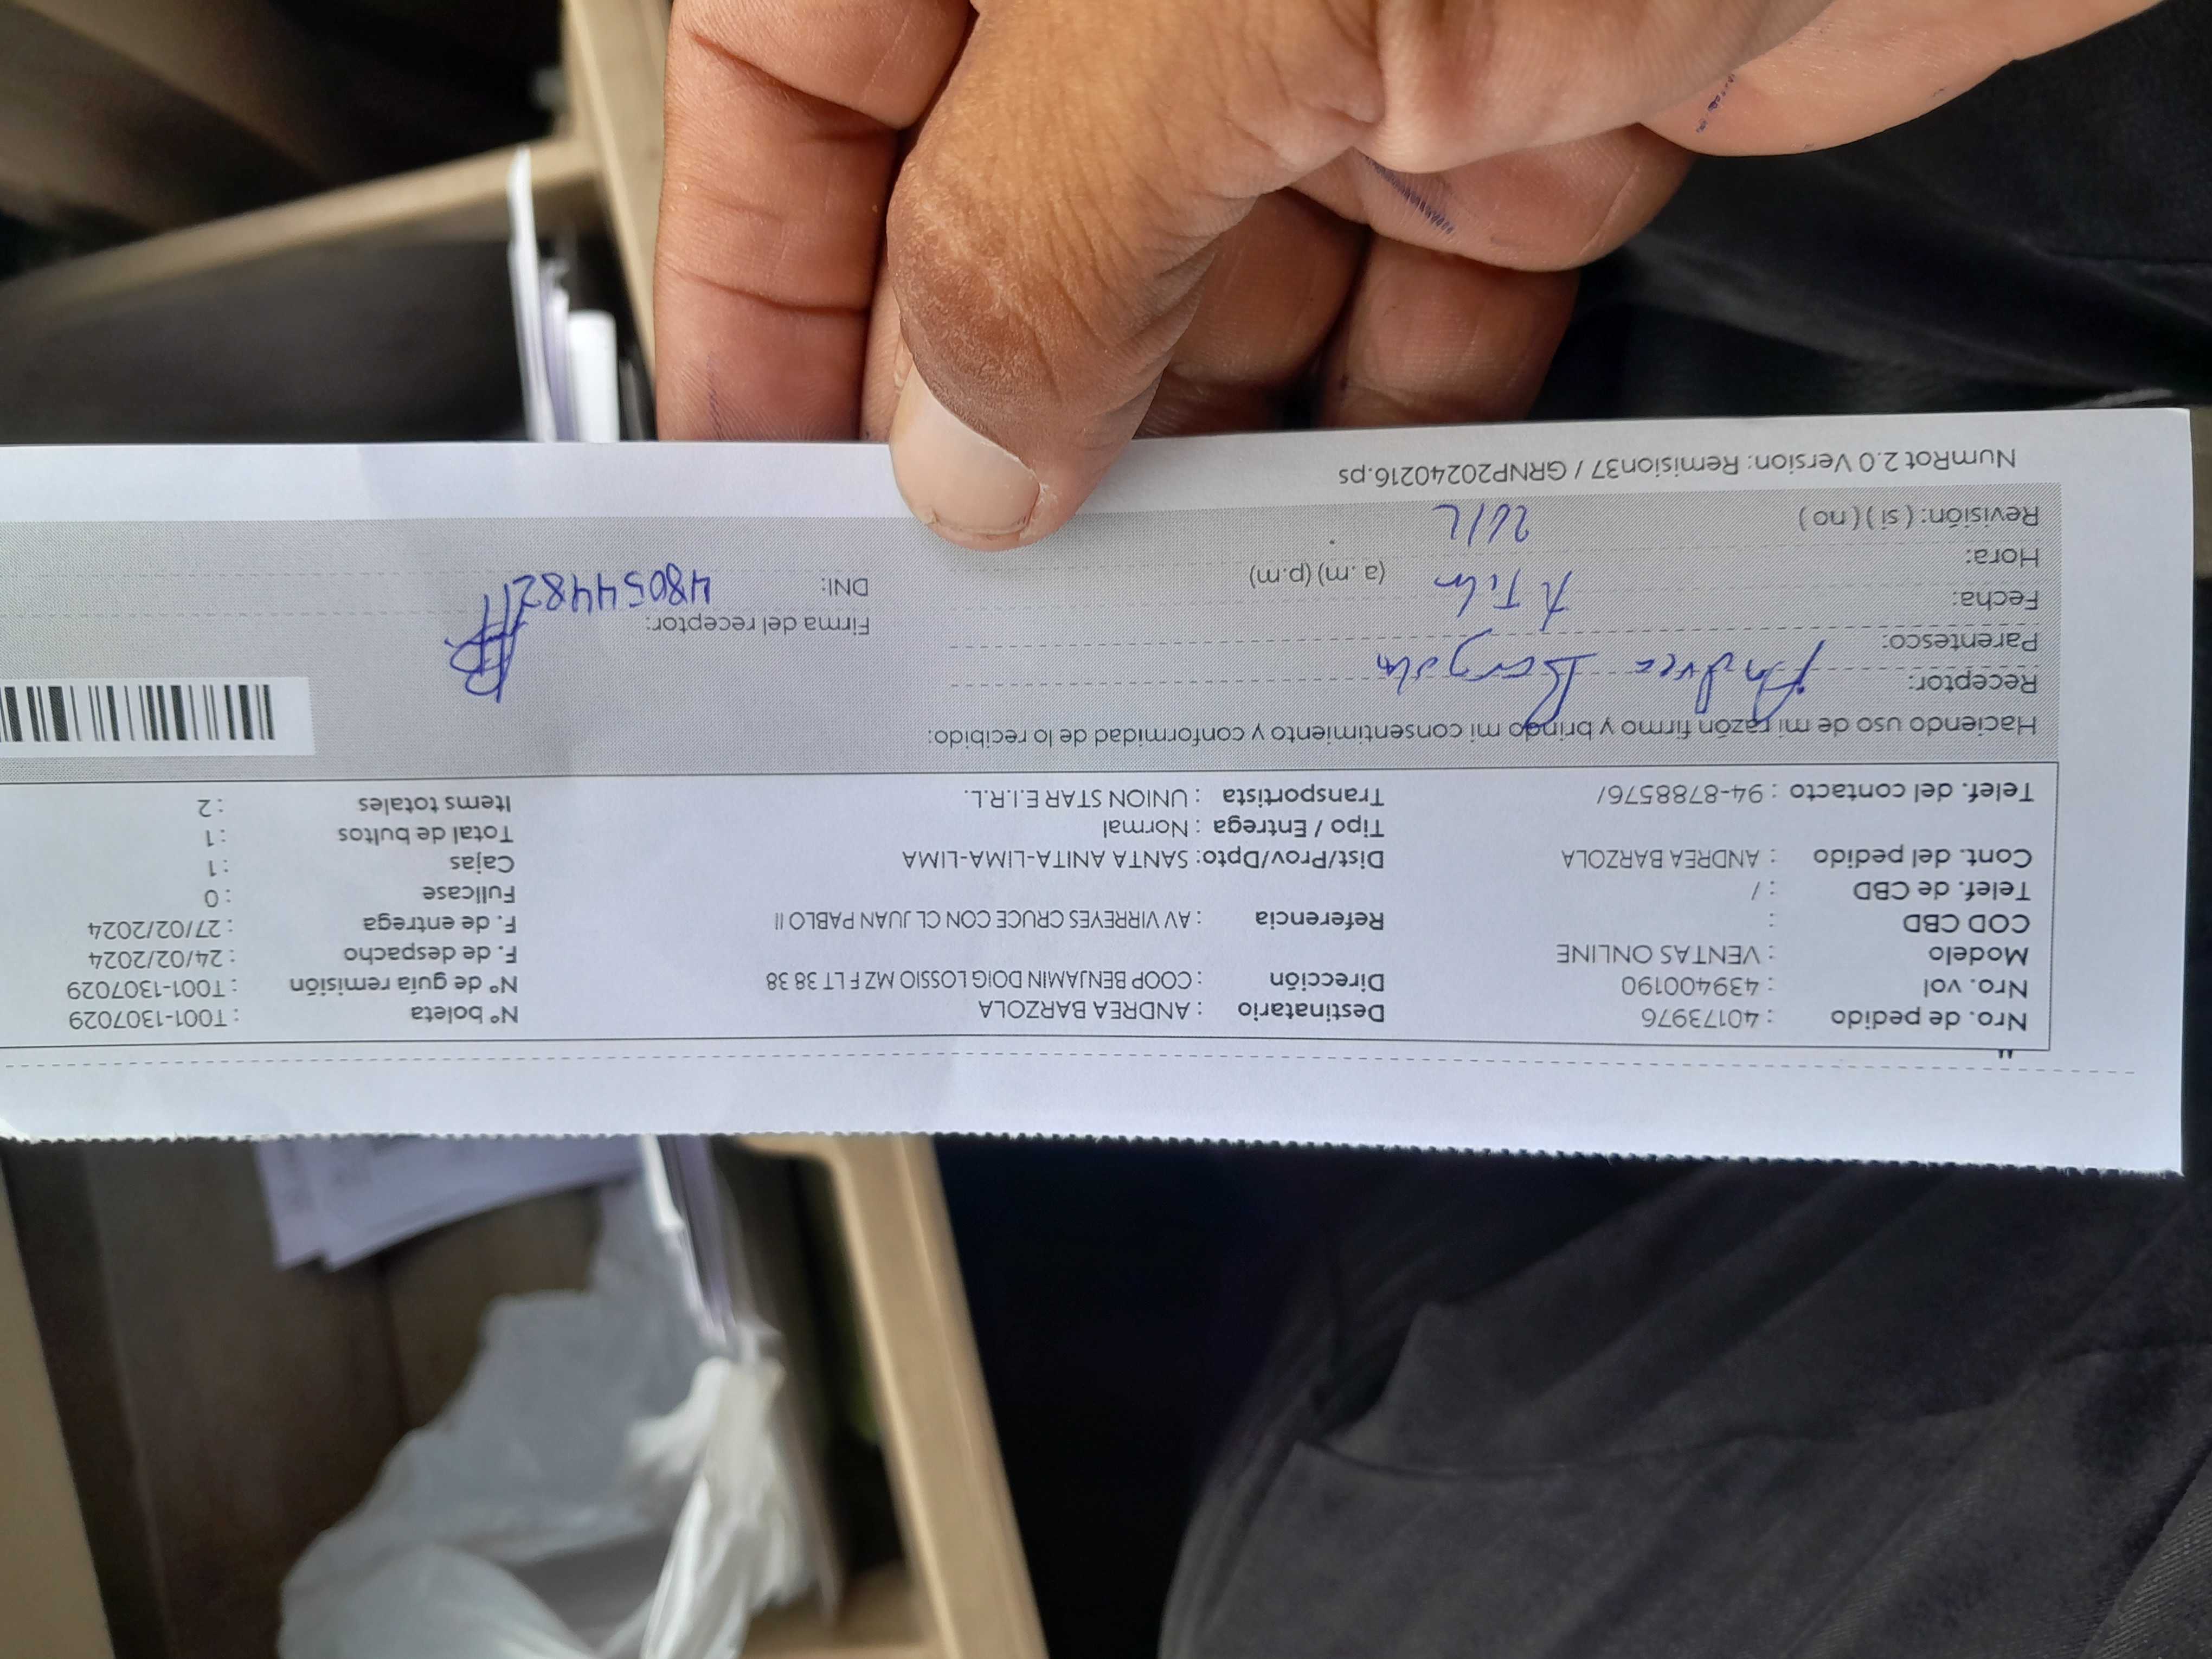 Nro. de pedido : 40173976 Destinatario : ANDREA BARZOLA N° boleta : T001-1307029
Nro. vol : 439400190 Dirección : COOP BENJAMIN DOIG LOSSIO MZ F LT 38 38 N° de guía remisión : T001-1307029
Modelo : VENTAS ONLINE F. de despacho : 24/02/2024
COD CBD : Referencia : AV VIRREYES CRUCE CON CL JUAN PABLO II F. de entrega : 27/02/2024
Telef. de CBD : / Fullcase : 0
Cont. del pedido : ANDREA BARZOLA Dist/Prov/Dpto: SANTA ANITA-LIMA-LIMA Cajas : 1
Tipo / Entrega : Normal Total de bultos : 1
Telef. del contacto : 94-8788576/ Transportista : UNION STAR E.I.R.L. Items totales : 2
Haciendo uso de mi razón firmo y brindo mi consentimiento y conformidad de lo recibido:
Receptor: Andrea Barzola
Parentesco: Firma del receptor:
Fecha: DNI: 48054482
Hora: (a .m) (p.m)
Revisión: ( si ) ( no )
NumRot 2.0 Version: Remision37 / GRNP20240216.ps